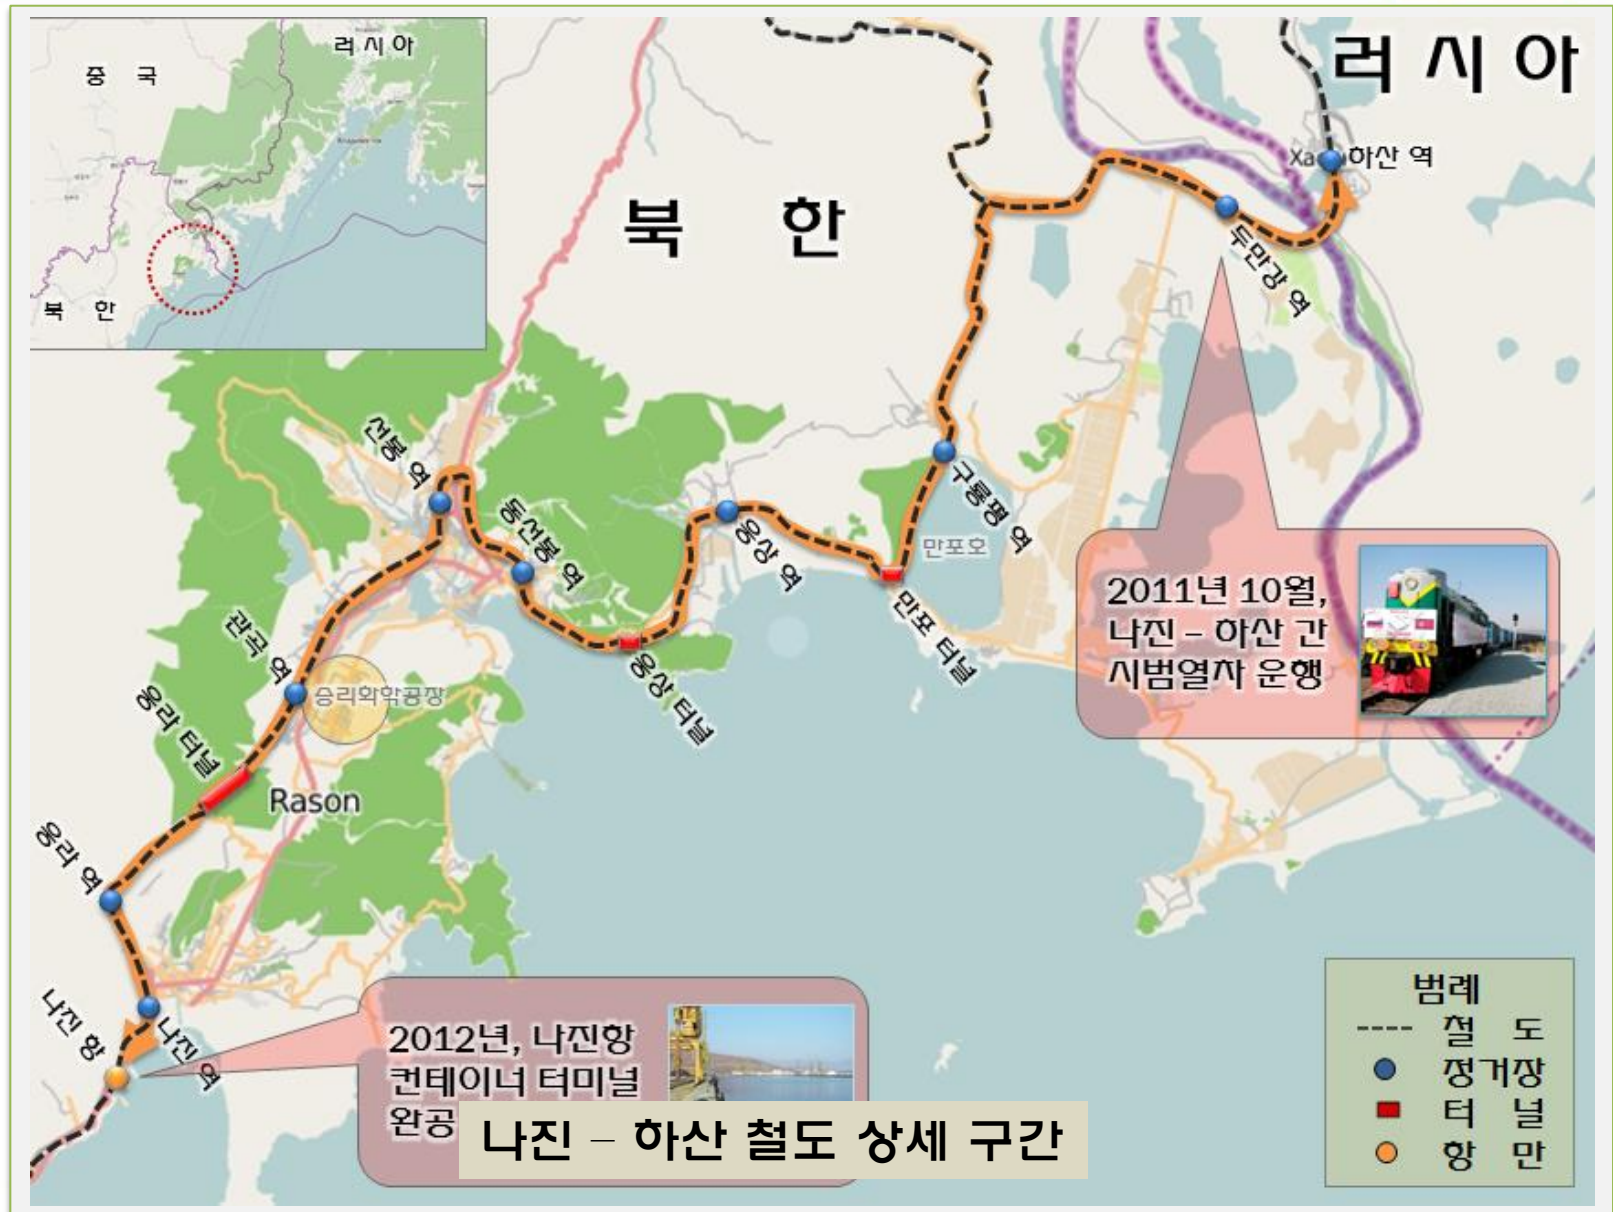 중 국
러 시 아
북 한
러 시 아
하산 역
북 한
두만강 역
선봉 역
동선봉 역
웅상 역
구룡평 역
만포호
만포 터널
웅상 터널
관곡 역
승리화학공장
웅라 터널
Rason
웅라 역
나진 항
나진 역
2011년 10월,
나진 – 하산 간
시범열차 운행
2012년, 나진항
컨테이너 터미널
완공
나진 – 하산 철도 상세 구간
범례
철 도
정거장
터 널
항 만